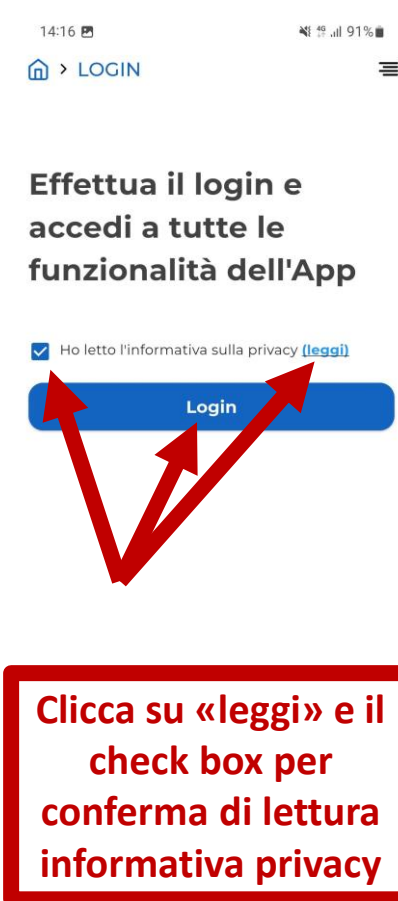 14:16 4G 91%
> LOGIN
Effettua il login e
accedi a tutte le
funzionalità dell'App
Ho letto l'informativa sulla privacy (leggi)
Login
Clicca su «leggi» e il
check box per
conferma di lettura
informativa privacy